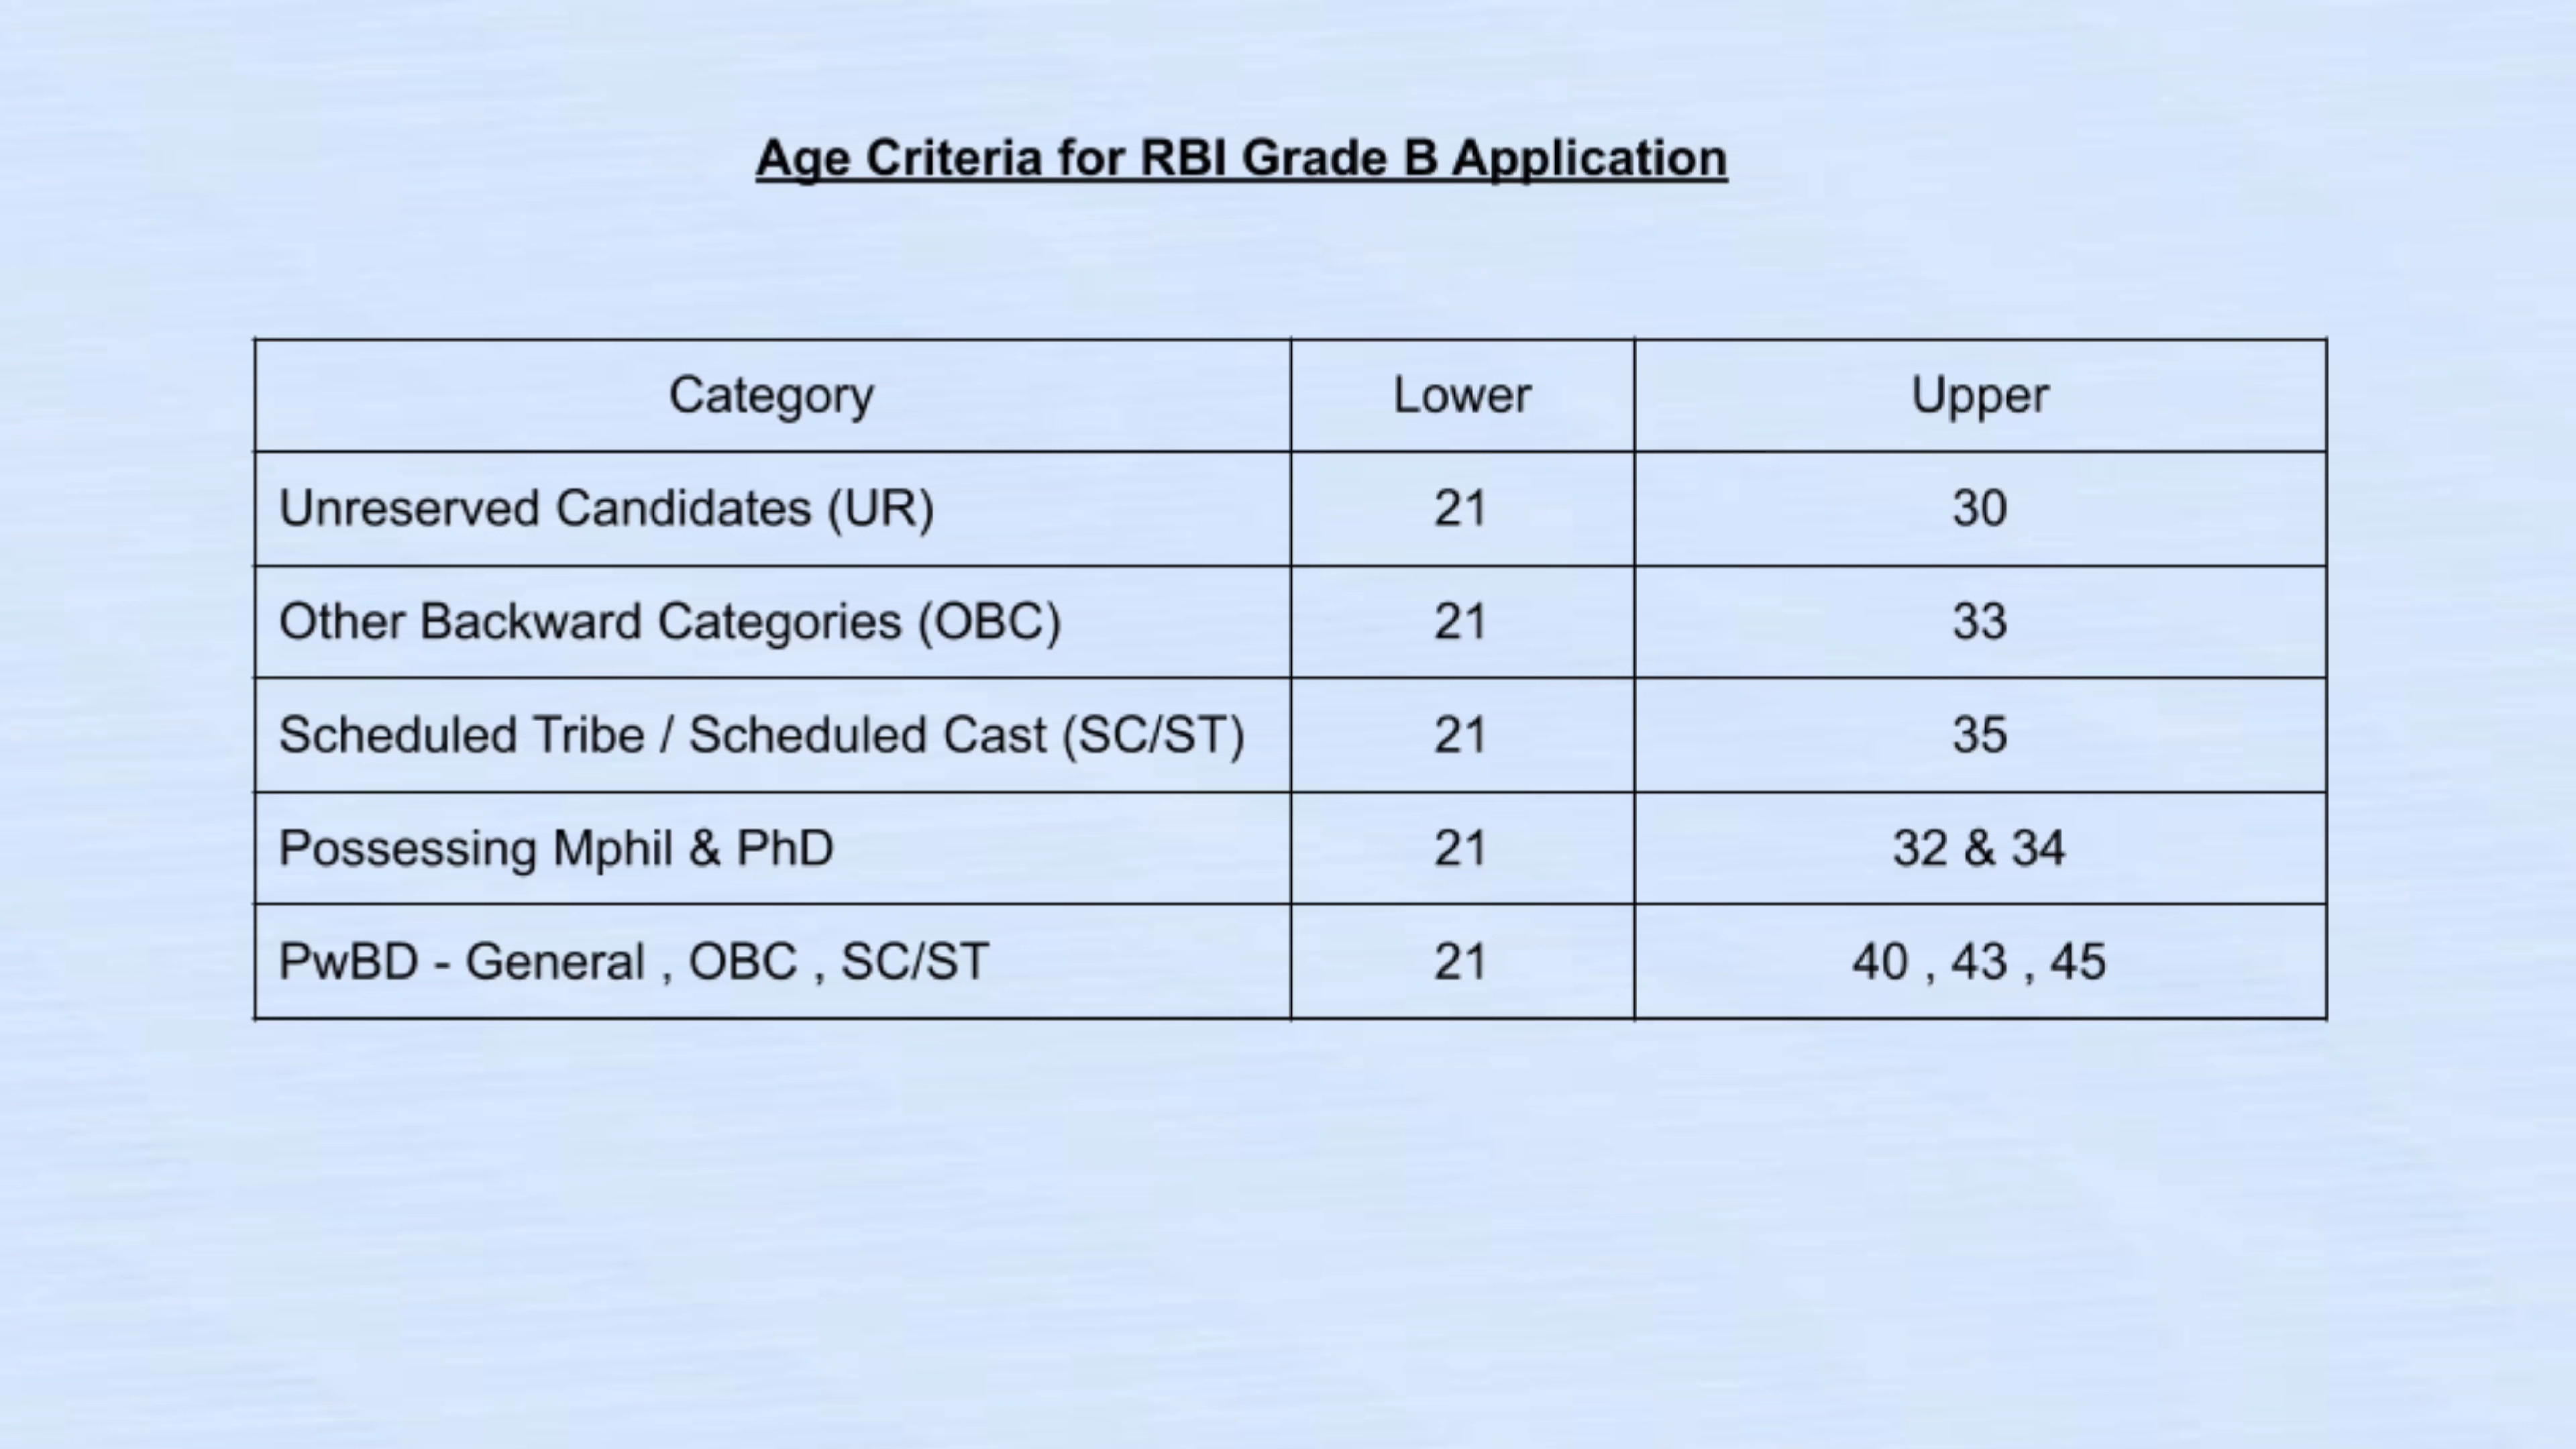 Age Criteria for RBI Grade B Application
Category Lower Upper
Unreserved Candidates (UR) 21 30
Other Backward Categories (OBC) 21 33
Scheduled Tribe / Scheduled Cast (SC/ST) 21 35
Possessing Mphil & PhD 21 32 & 34
PwBD - General , OBC , SC/ST 21 40 , 43 , 45